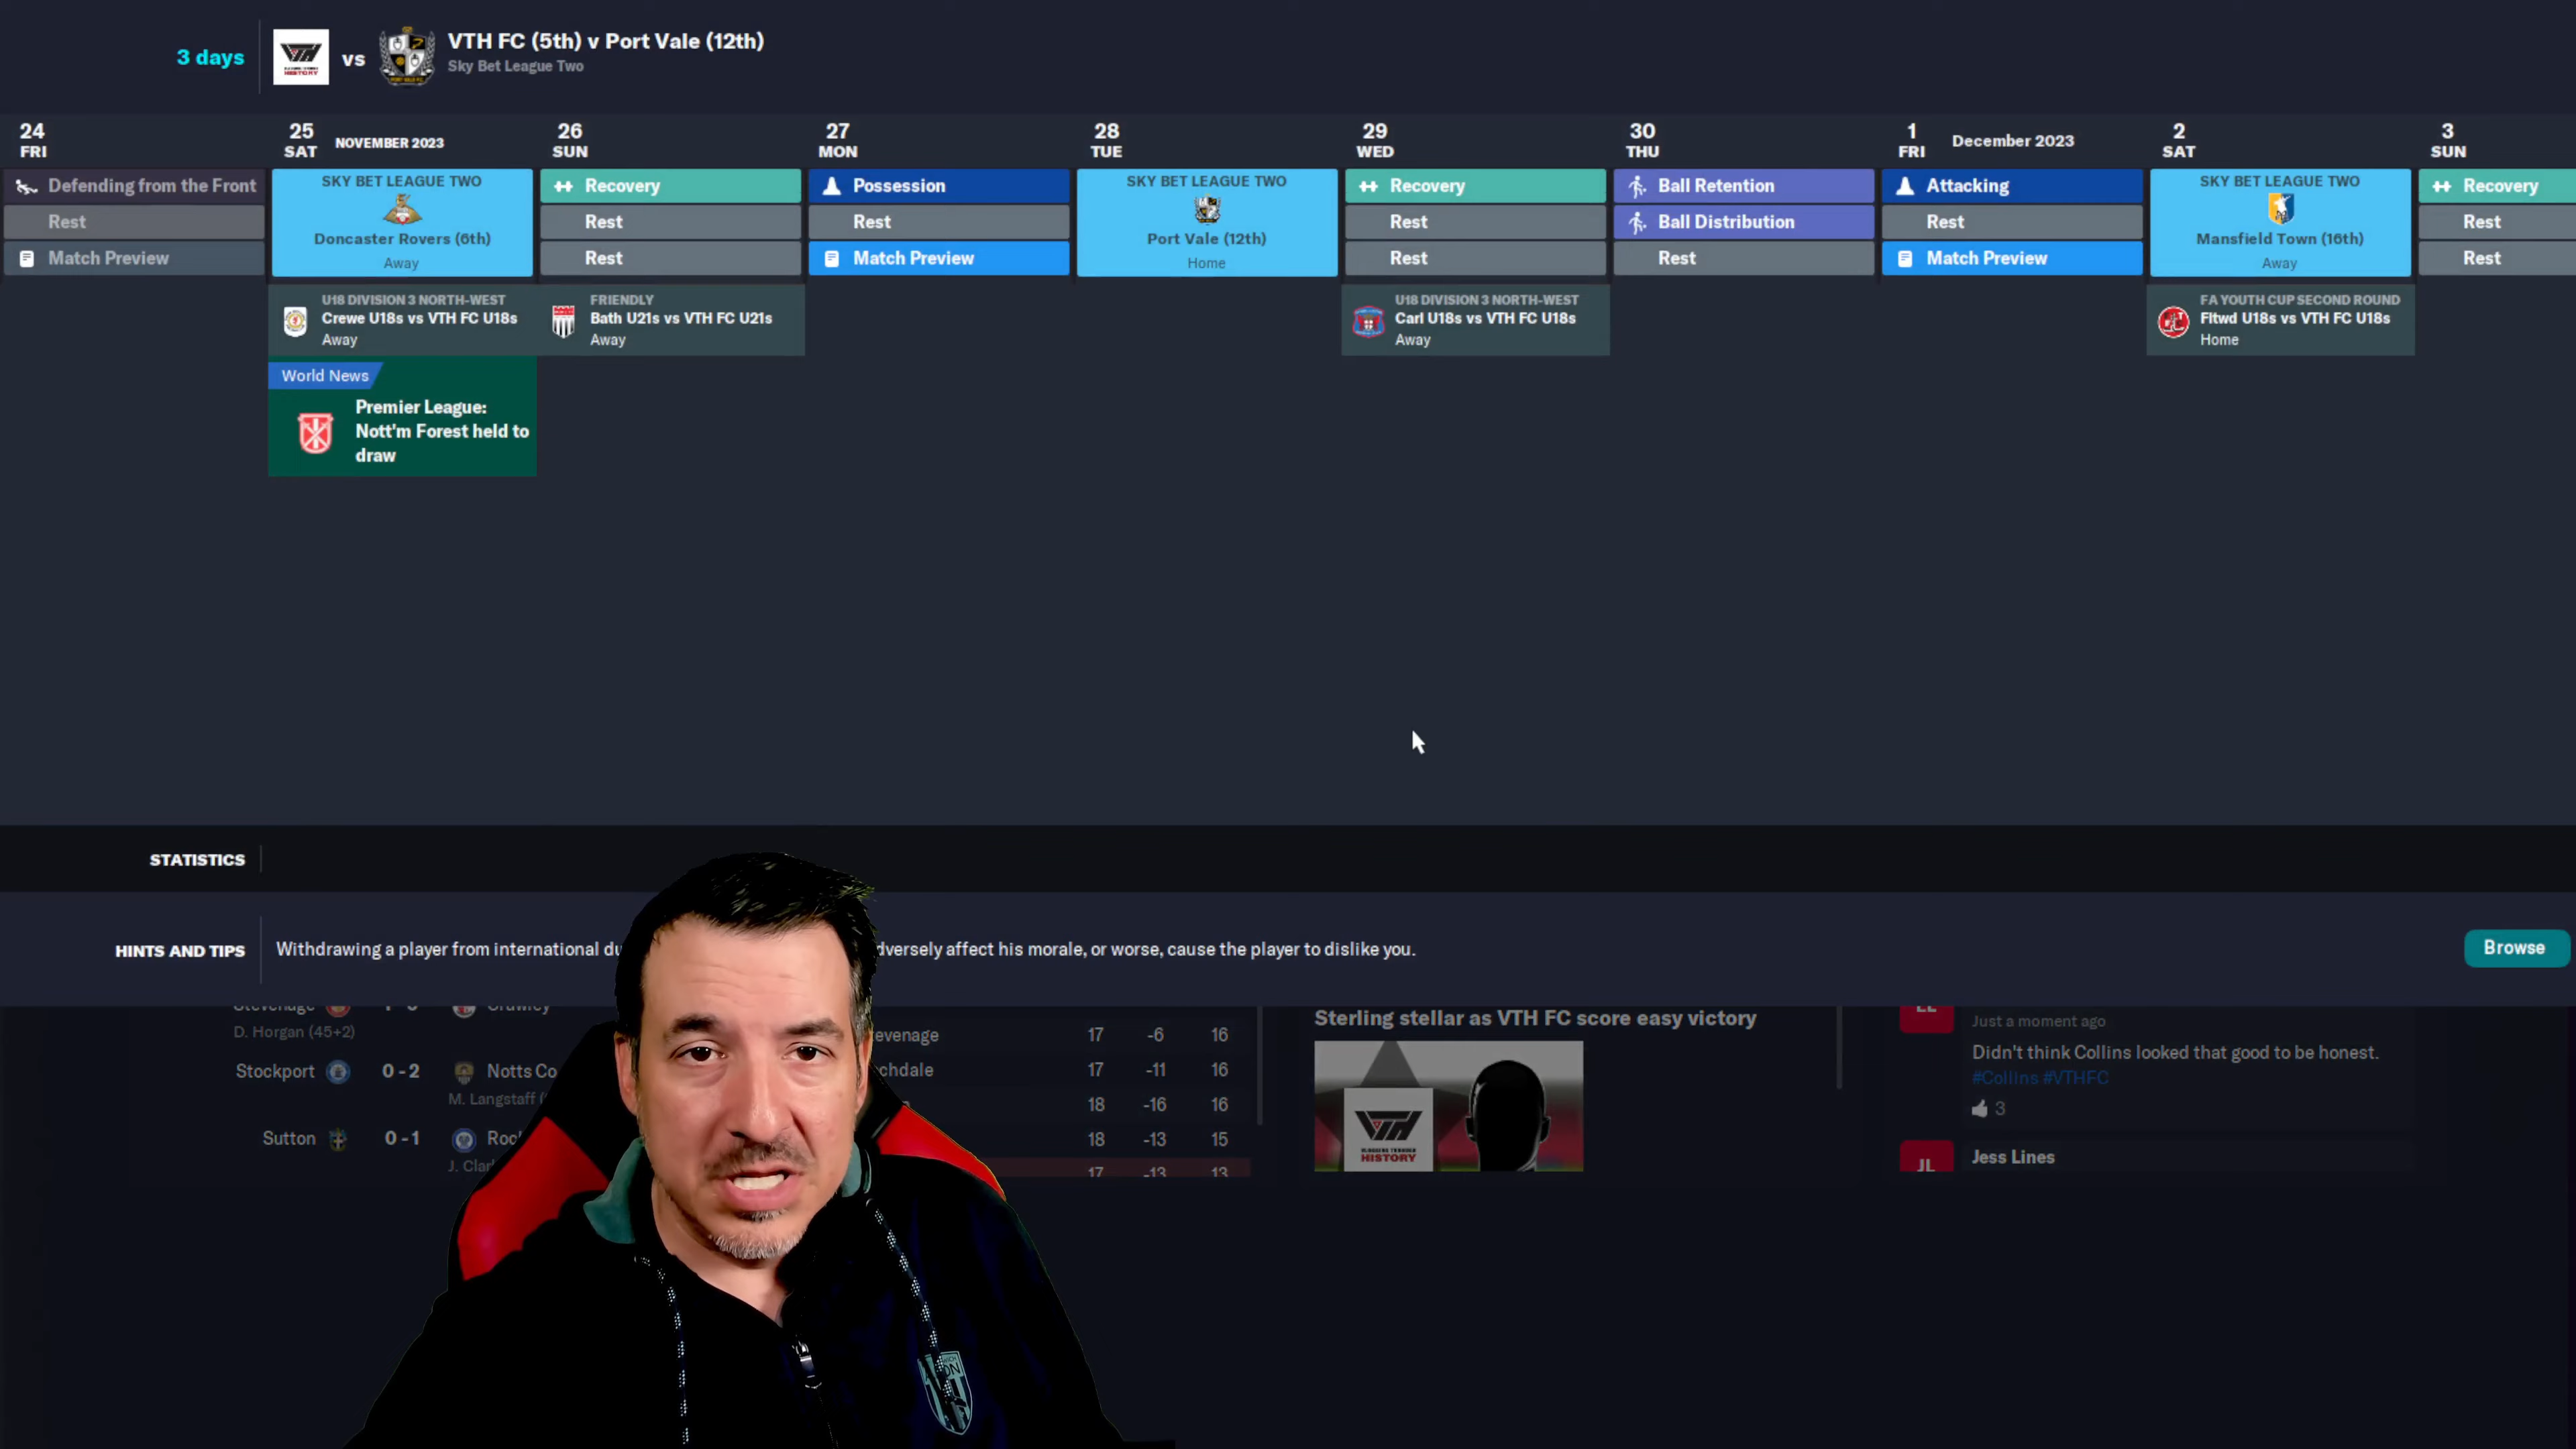 3 days
vs
VTH FC (5th) v Port Vale (12th)
Sky Bet League Two
24
FRI
25
SAT
NOVEMBER 2023
26
SUN
27
MON
28
TUE
29
WED
30
THU
1
FRI
December 2023
2
SAT
3
SUN
Defending from the Front
Rest
Match Preview
SKY BET LEAGUE TWO
Doncaster Rovers (6th)
Away
Recovery
Rest
Rest
Possession
Rest
Match Preview
SKY BET LEAGUE TWO
Port Vale (12th)
Home
Recovery
Rest
Rest
Ball Retention
Ball Distribution
Rest
Attacking
Rest
Match Preview
SKY BET LEAGUE TWO
Mansfield Town (16th)
Away
Recovery
Rest
Rest
U18 DIVISION 3 NORTH-WEST
Crewe U18s vs VTH FC U18s
Away
FRIENDLY
Bath U21s vs VTH FC U21s
Away
U18 DIVISION 3 NORTH-WEST
Carl U18s vs VTH FC U18s
Away
FA YOUTH CUP SECOND ROUND
Fltwd U18s vs VTH FC U18s
Home
World News
Premier League:
Nott'm Forest held to
draw
STATISTICS
HINTS AND TIPS
Withdrawing a player from international du
dversely affect his morale, or worse, cause the player to dislike you.
Browse
Stevenage
Crawley
D. Horgan (45+2)
Stockport 0 - 2 Notts Co
M. Langstaff (
Sutton 0 - 1 Roc
J. Clar
evenage 17 -6 16
chdale 17 -11 16
18 -16 16
18 -13 15
17 -13 13
Sterling stellar as VTH FC score easy victory
VTH
HISTORY
Just a moment ago
Didn't think Collins looked that good to be honest.
#Collins #VTHFC
3
JL
Jess Lines